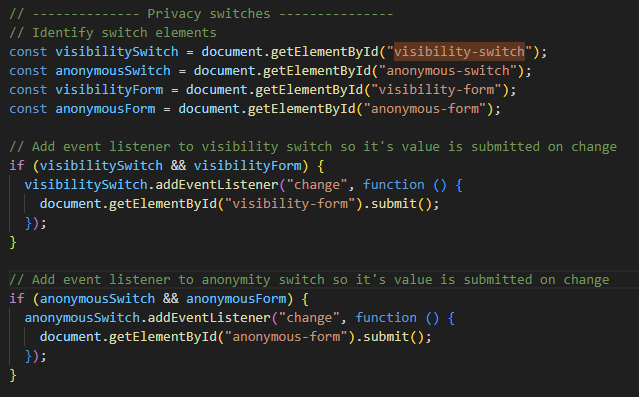 // -------------- Privacy switches ---------------
// Identify switch elements
const visibilitySwitch = document.getElementById("visibility-switch");
const anonymousSwitch = document.getElementById("anonymous-switch");
const visibilityForm = document.getElementById("visibility-form");
const anonymousForm = document.getElementById("anonymous-form");

// Add event listener to visibility switch so it's value is submitted on change
if (visibilitySwitch && visibilityForm) {
  visibilitySwitch.addEventListener("change", function () {
    document.getElementById("visibility-form").submit();
  });
}

// Add event listener to anonymity switch so it's value is submitted on change
if (anonymousSwitch && anonymousForm) {
  anonymousSwitch.addEventListener("change", function () {
    document.getElementById("anonymous-form").submit();
  });
}